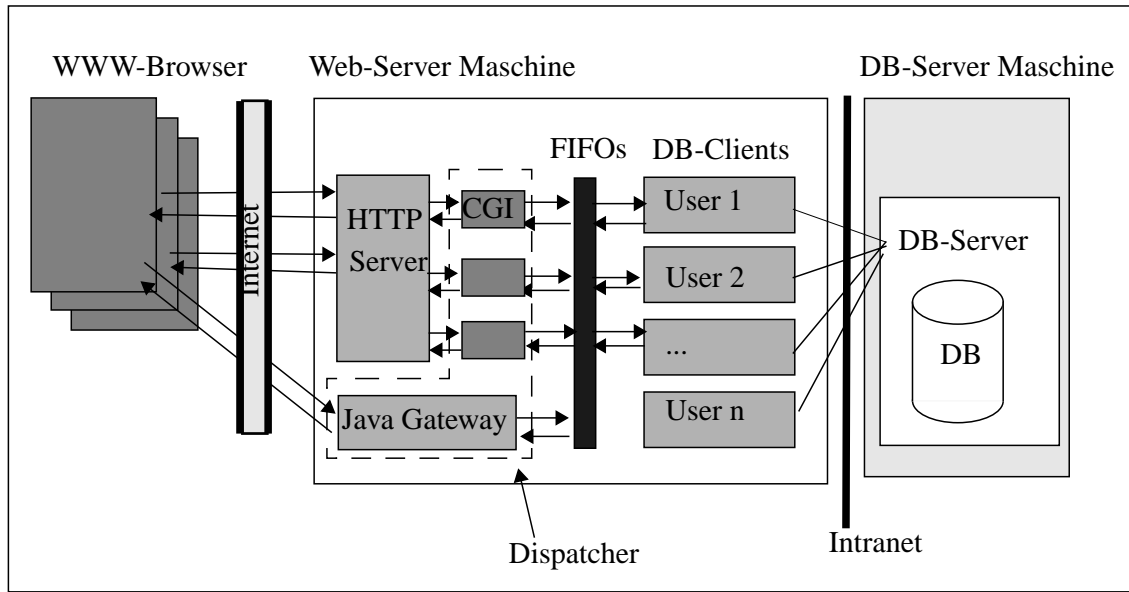 WWW-Browser
Web-Server Maschine
DB-Server Maschine
FIFOs
DB-Clients
Internet
HTTP
Server
CGI
User 1
User 2
...
User n
Java Gateway
DB-Server
DB
Dispatcher
Intranet